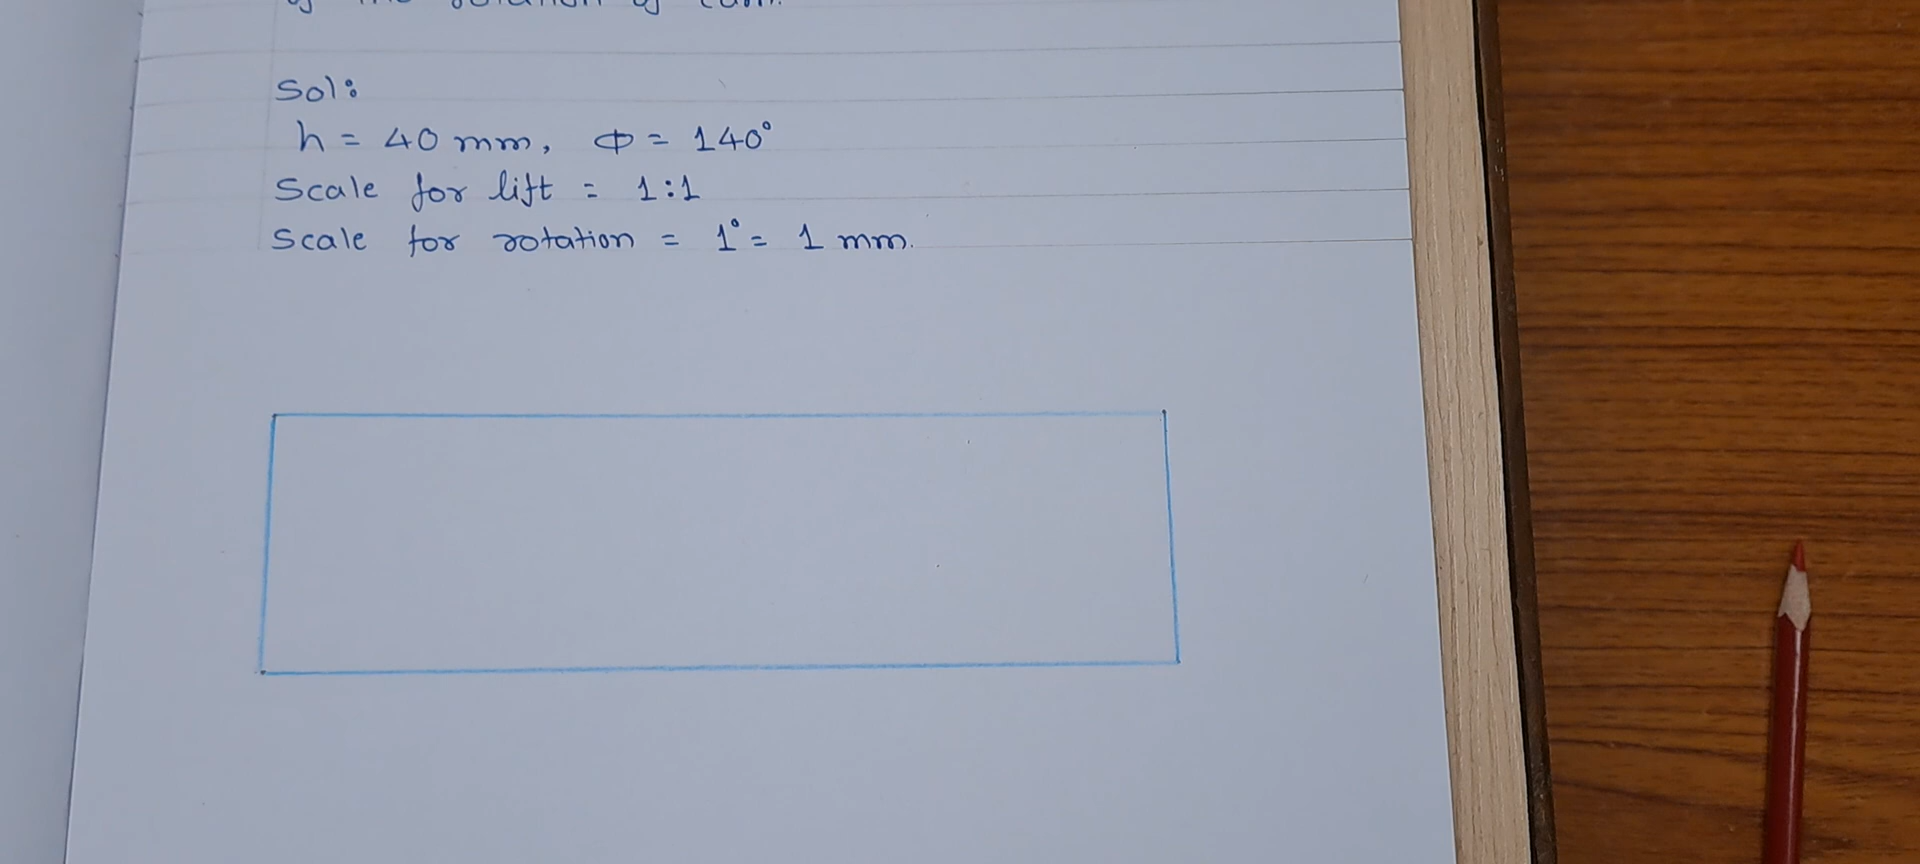 Sol:
h = 40 mm, Φ = 140°
Scale for lift = 1:1
Scale for rotation = 1° = 1 mm.